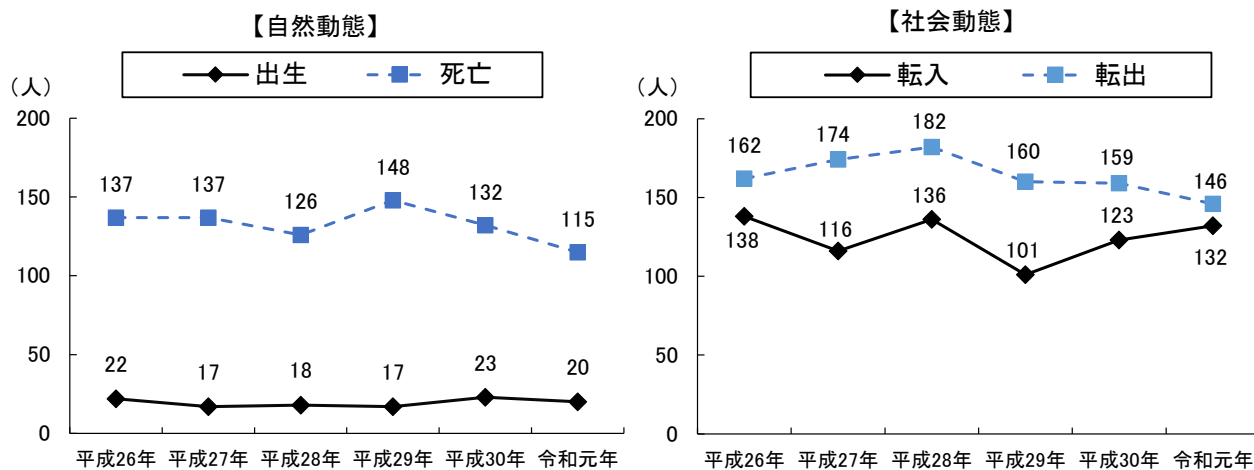 【自然動態】
出生 死亡
(人)
200
150
100
50
0
137 137 126 148 132 115
22 17 18 17 23 20
平成26年 平成27年 平成28年 平成29年 平成30年 令和元年
【社会動態】
転入 転出
(人)
200
150
100
50
0
162 174 182 160 159 146
138 116 136 101 123 132
平成26年 平成27年 平成28年 平成29年 平成30年 令和元年